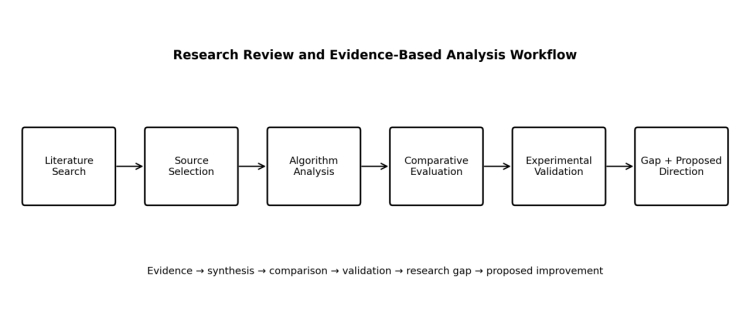 Research Review and Evidence-Based Analysis Workflow
Literature
Search
Source
Selection
Algorithm
Analysis
Comparative
Evaluation
Experimental
Validation
Gap + Proposed
Direction
Evidence → synthesis → comparison → validation → research gap → proposed improvement